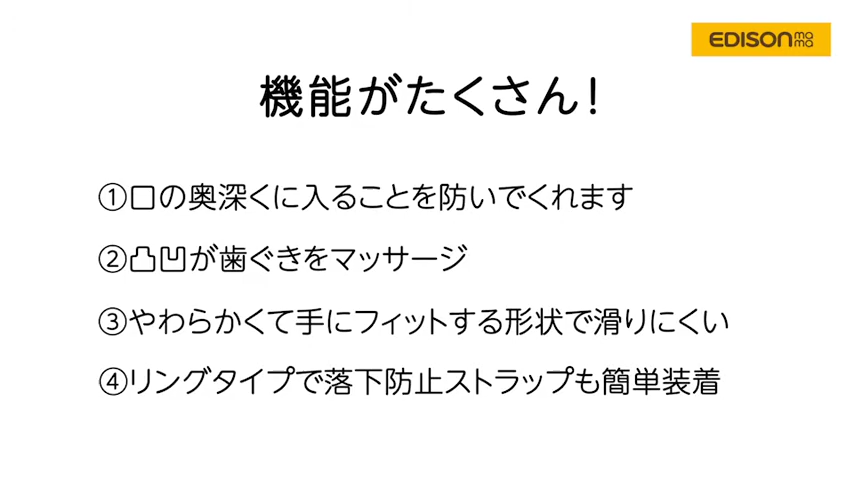 EDISONmama
機能がたくさん!
①口の奥深くに入ることを防いでくれます
②凸凹が歯ぐきをマッサージ
③やわらかくて手にフィットする形状で滑りにくい
④リングタイプで落下防止ストラップも簡単装着